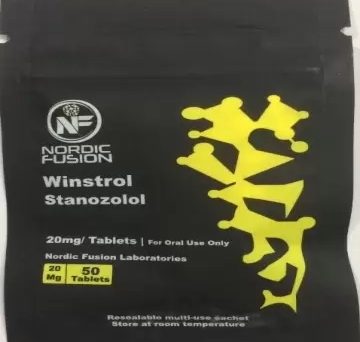 NF
NORDIC
FUSION
Winstrol
Stanozolol
20mg/ Tablets | For Oral Use Only
Nordic Fusion Laboratories
20 Mg 50 Tablets
Resealable multi-use sachet
Store at room temperature